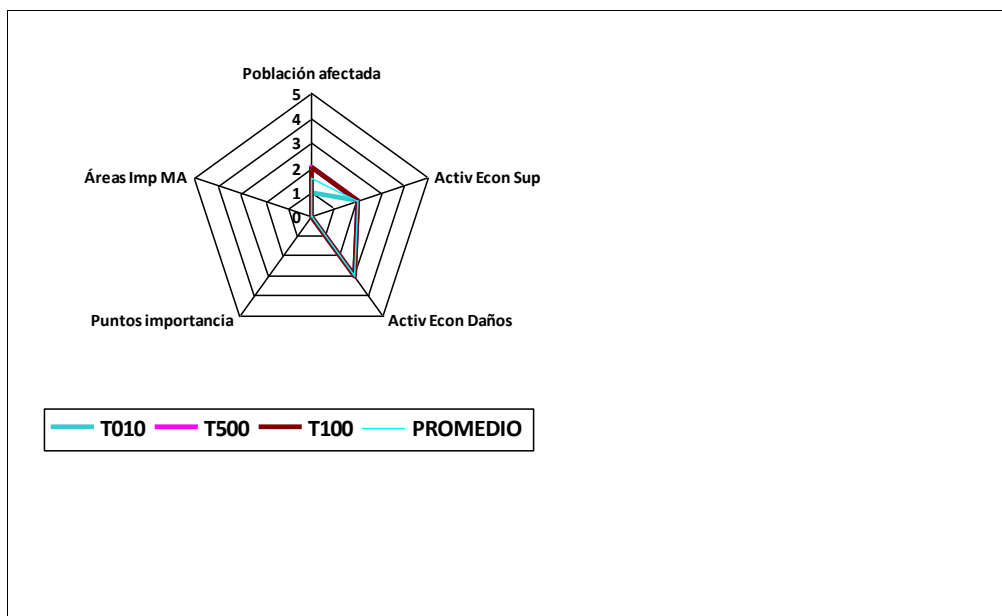 Población afectada
5
4
3
2
1
0
Áreas Imp MA
Activ Econ Sup
Puntos importancia
Activ Econ Daños
T010 T500 T100 PROMEDIO